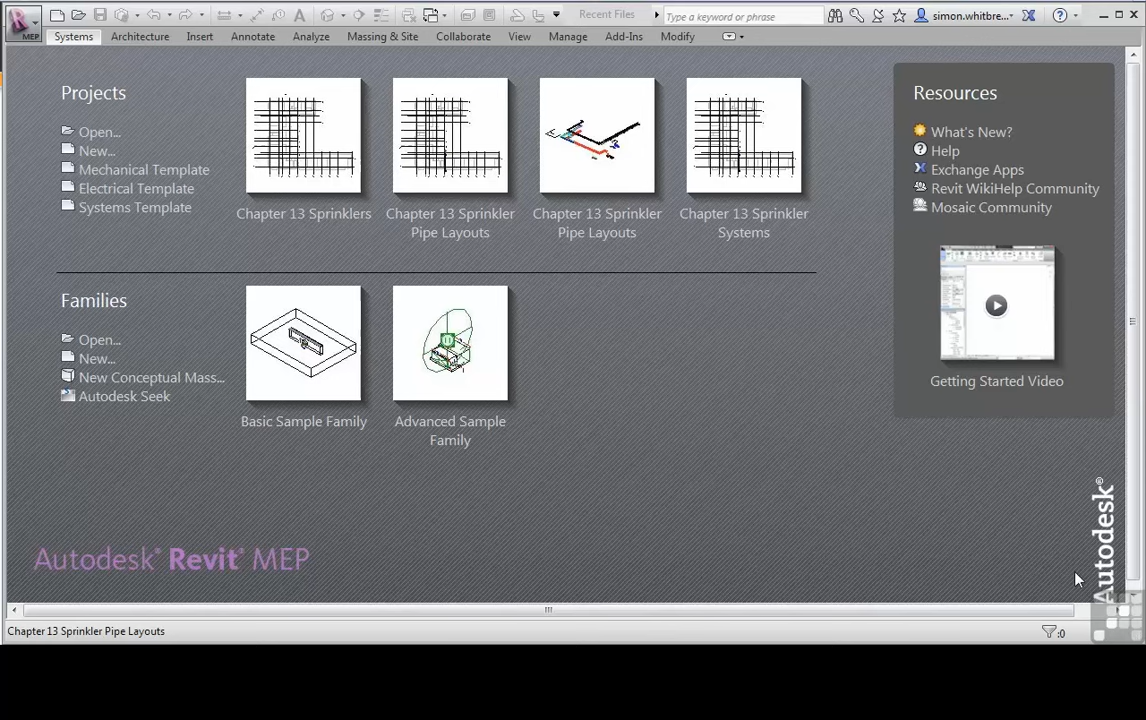 Recent Files
Type a keyword or phrase
simon.whitbre...
MEP
Systems Architecture Insert Annotate Analyze Massing & Site Collaborate View Manage Add-Ins Modify
Projects
Open...
New...
Mechanical Template
Electrical Template
Systems Template
Chapter 13 Sprinklers
Chapter 13 Sprinkler
Pipe Layouts
Chapter 13 Sprinkler
Pipe Layouts
Chapter 13 Sprinkler
Systems
Resources
What's New?
Help
Exchange Apps
Revit WikiHelp Community
Mosaic Community
Getting Started Video
Families
Open...
New...
New Conceptual Mass...
Autodesk Seek
Basic Sample Family
Advanced Sample
Family
Autodesk® Revit® MEP
Autodesk®
Chapter 13 Sprinkler Pipe Layouts
:0